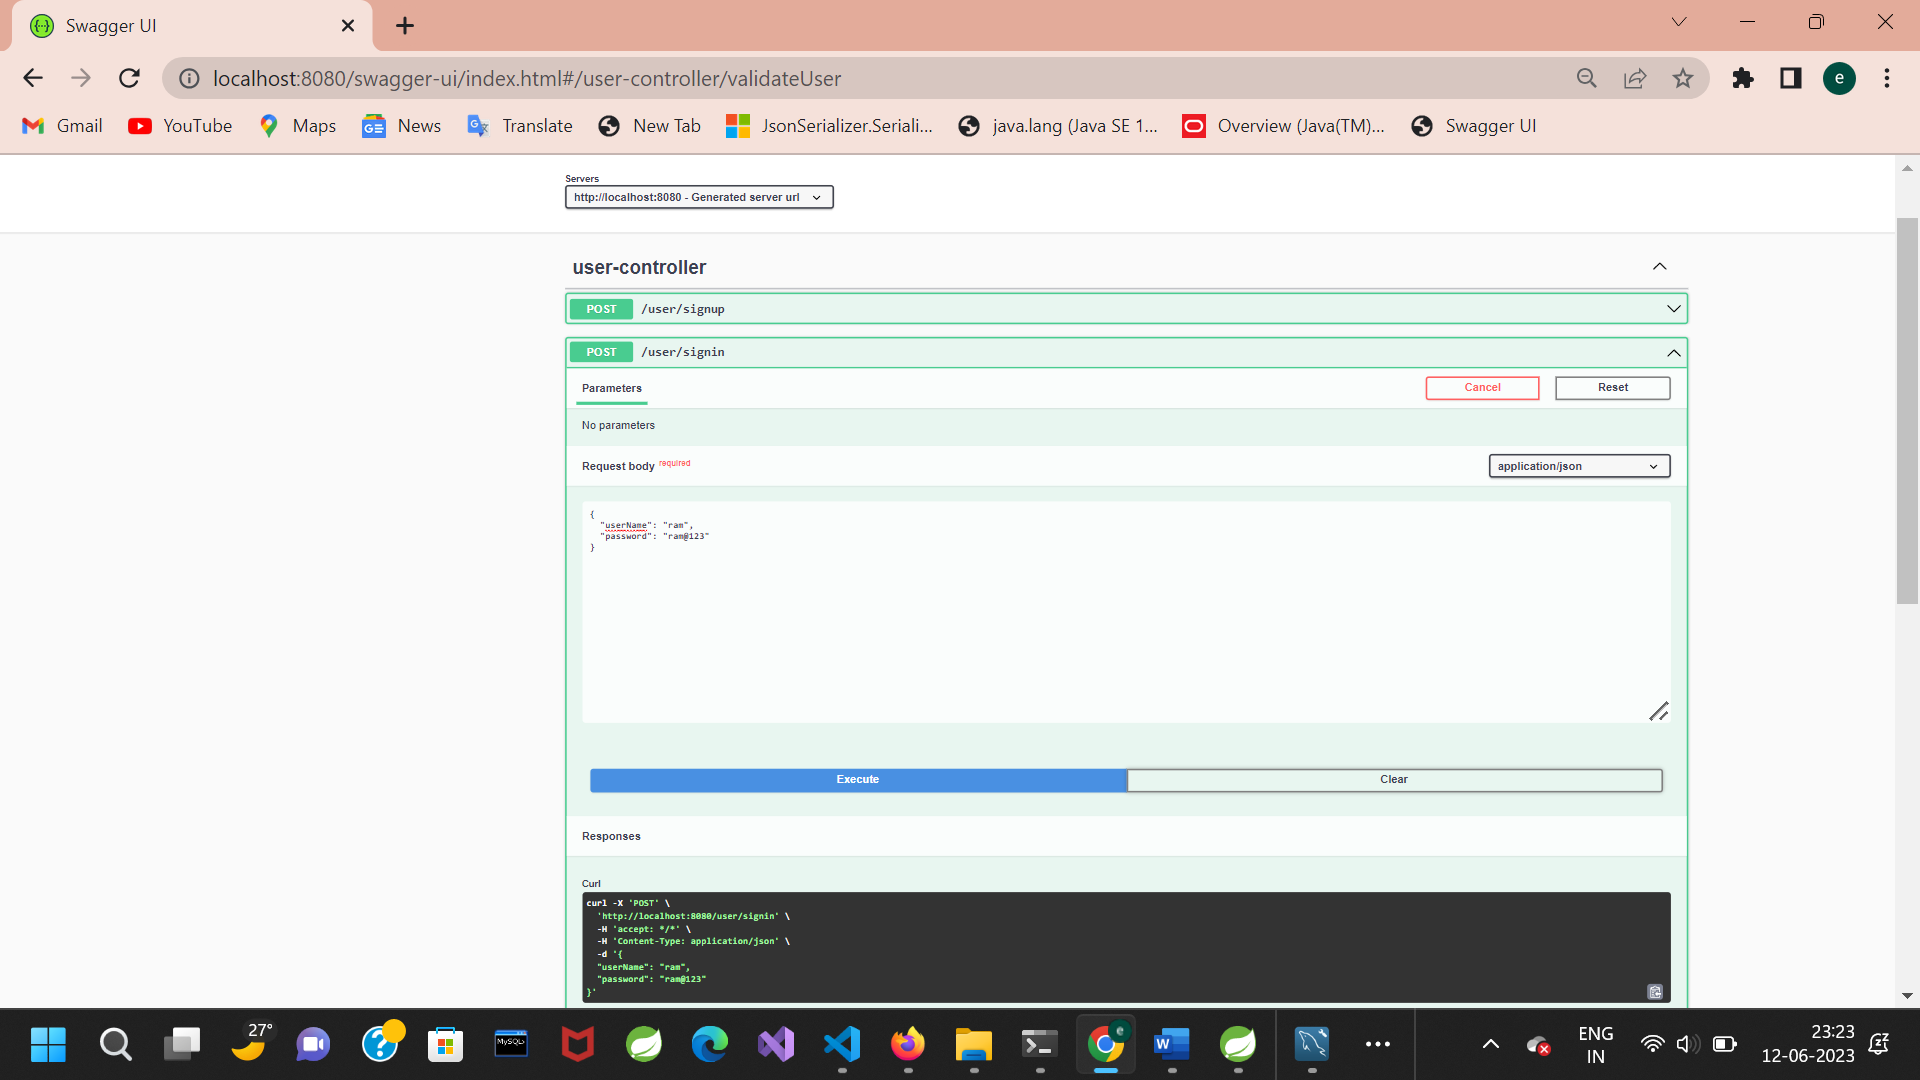 Swagger UI
localhost:8080/swagger-ui/index.html#/user-controller/validateUser
e
Gmail YouTube Maps News Translate New Tab JsonSerializer.Seriali... java.lang (Java SE 1... Overview (Java(TM)... Swagger UI
Servers
http://localhost:8080 - Generated server url
user-controller
POST /user/signup
POST /user/signin
Parameters Cancel Reset
No parameters
Request body required application/json
{
"userName": "ram",
"password": "ram@123"
}
Execute Clear
Responses
Curl
curl -X 'POST' \
'http://localhost:8080/user/signin' \
-H 'accept: */*' \
-H 'Content-Type: application/json' \
-d '{
"userName": "ram",
"password": "ram@123"
}'
27°
MySQL
e
ENG
IN
23:23
12-06-2023